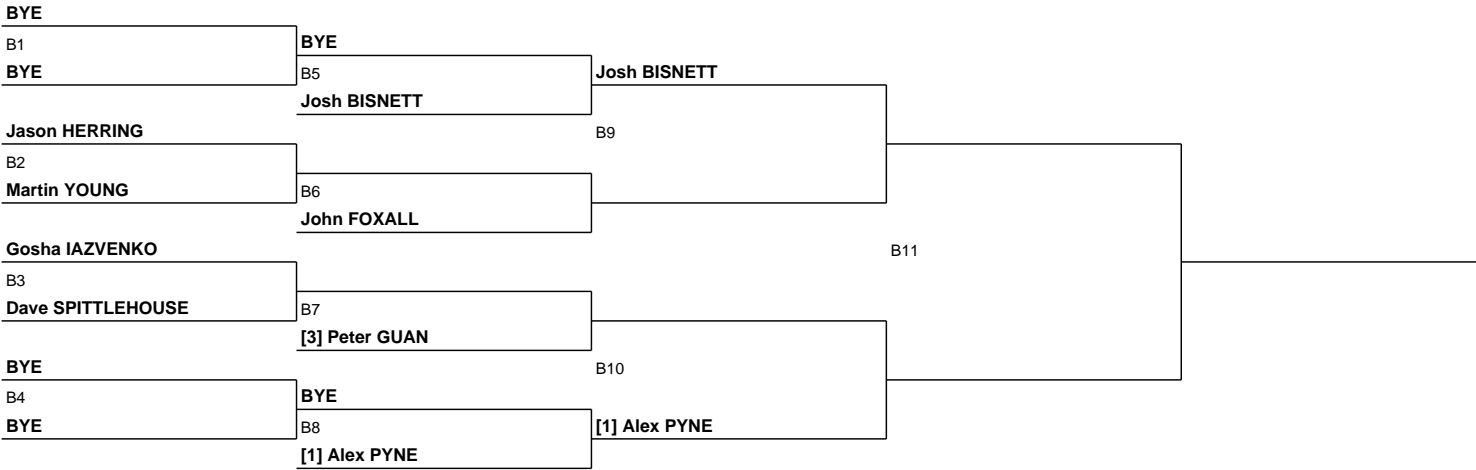 BYE
B1
BYE
BYE
B5
Josh BISNETT
Josh BISNETT
Jason HERRING
B9
B2
Martin YOUNG
B6
John FOXALL
Gosha IAZVENKO
B11
B3
Dave SPITTLEHOUSE
B7
[3] Peter GUAN
BYE
B10
B4
BYE
BYE
B8
[1] Alex PYNE
[1] Alex PYNE